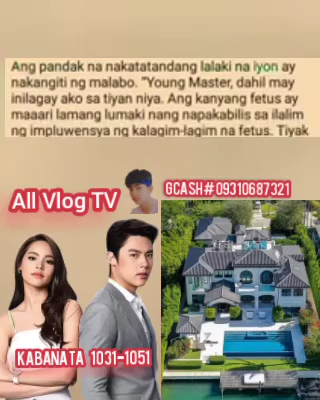 Ang pandak na nakatatandang lalaki na iyon ay
nakangiti ng malabo. "Young Master, dahil may
inilagay ako sa tiyan niya. Ang kanyang fetus ay
maaari lamang lumaki nang napakabilis sa ilalim
ng impluwensya ng kalagim-lagim na fetus. Tiyak
All Vlog TV
GCASH# 09310687321
KABANATA 1031-1051